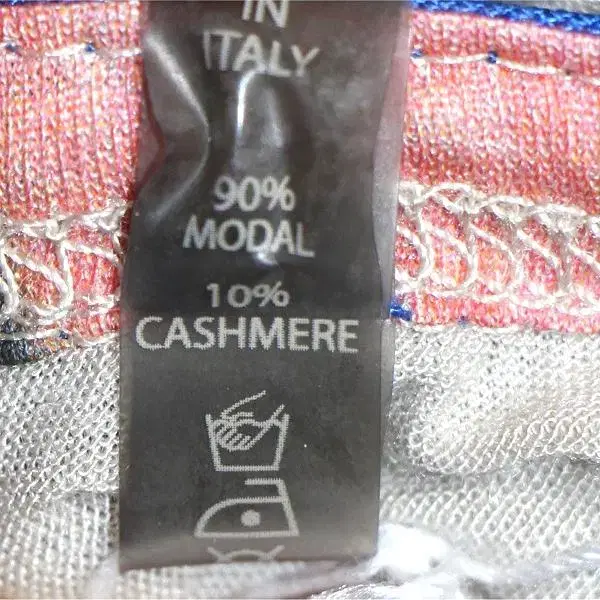 IN
ITALY
90%
MODAL
10%
CASHMERE